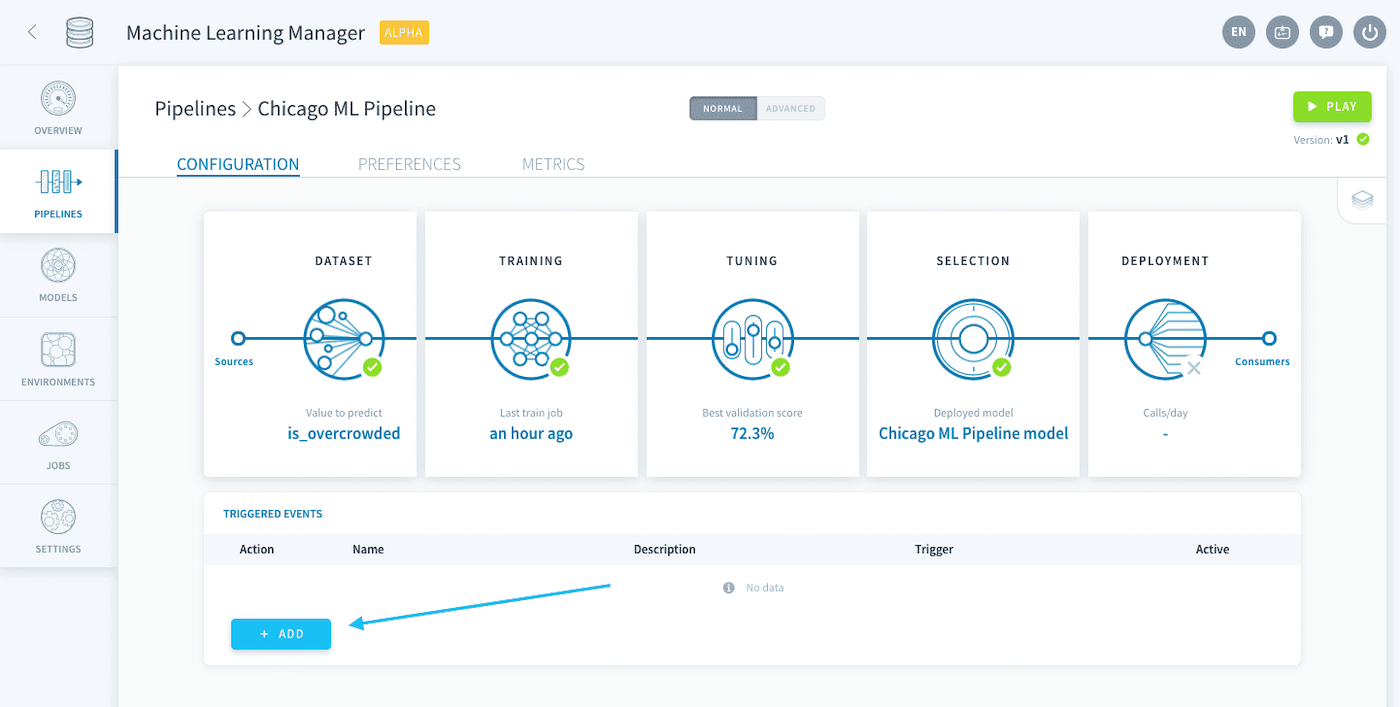 Machine Learning Manager ALPHA
EN
OVERVIEW
PIPELINES
MODELS
ENVIRONMENTS
JOBS
SETTINGS
Pipelines > Chicago ML Pipeline
NORMAL ADVANCED
PLAY
Version: v1
CONFIGURATION PREFERENCES METRICS
DATASET
Sources
Value to predict
is_overcrowded
TRAINING
Last train job
an hour ago
TUNING
Best validation score
72.3%
SELECTION
Deployed model
Chicago ML Pipeline model
DEPLOYMENT
Consumers
Calls/day
-
TRIGGERED EVENTS
Action Name Description Trigger Active
No data
+ ADD